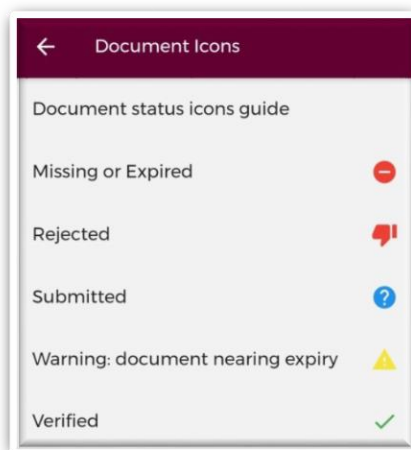 Document Icons
Document status icons guide
Missing or Expired
Rejected
Submitted
Warning: document nearing expiry
Verified